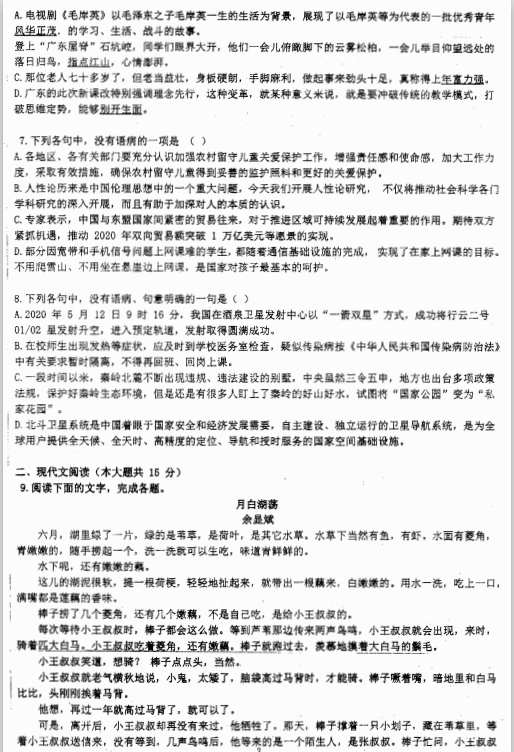 A.电视剧《毛岸英》以毛泽东之子毛岸英一生的生活为背景，展现了以毛岸英等为代表的一批优秀青年
风华正茂，的学习、生活、战斗的故事。
登上“广东屋脊”石坑崆，同学们眼界大开，他们一会儿俯瞰脚下的云雾松柏，一会儿举目仰望远处的
落日归鸟，指点江山，心情澎湃。
C.那位老人七十多岁了，但老当益壮，身板硬朗，手脚麻利，做起事来劲头十足，真称得上年富力强。
D.广东的此次新课改特别强调理念先行，这种变革，就某种意义来说，就是要冲破传统的教学模式，打
破思维定势，能够别开生面。
7.下列各句中，没有语病的一项是（ ）
A.各地区、各有关部门要充分认识加强农村留守儿童关爱保护工作，增强责任感和使命感，加大工作力
度，采取有效措施，确保农村留守儿童得到妥善的监护照料和更好的关爱保护。
B.人性论历来是中国伦理思想中的一个重大问题，今天我们开展人性论研究， 不仅将推动社会科学各门
学科研究的深入开展，而且有助于加深对人的本质的认识。
C.专家表示，中国与东盟国家间紧密的贸易往来，对于推进区域可持续发展起着重要的作用。期待双方
紧抓机遇，推动 2020 年双向贸易额突破 1 万亿美元等愿景的实现。
D.部分因宽带和手机信号问题上网课难的学生，都随着通信基础设施的完成， 实现了在家上网课的目标。
不用爬雪山、不用坐在悬崖边上网课，是国家对孩子最基本的呵护。
8.下列各句中，没有语病、句意明确的一句是（ ）
A.2020 年 5 月 12 日 9 时 16 分，我国在酒泉卫星发射中心以“一箭双星”方式，成功将行云二号
01/02 星发射升空，进入预定轨道，发射取得圆满成功。
B.在校师生出现发热等症状，应及时到学校医务室检查，疑似传染病按《中华人民共和国传染病防治法》
中有关要求暂时隔离，不得再回班、回岗上课。
C.一段时间以来，秦岭北麓不断出现违规、违法建设的别墅，中央虽然三令五申，地方也出台多项政策
法规，保护好秦岭生态环境，但是还是有很多人盯上了秦岭的好山好水，试图将“国家公园”变为“私
家花园”。
D.北斗卫星系统是中国着眼于国家安全和经济发展需要，自主建设、独立运行的卫星导航系统，是为全
球用户提供全天候、全天时、高精度的定位、导航和授时服务的国家空间基础设施。
二、现代文阅读（本大题共 15 分）
9.阅读下面的文字，完成各题。
月白湖荡
余显斌
六月，湖里绿了一片，绿的是苇草，是荷叶，是其它水草。水草下当然有鱼，有虾。水面有菱角，
青嫩嫩的，随手捞起一个，洗一洗就可以生吃，味道青鲜鲜的。
水下呢，还有嫩嫩的藕。
这儿的湖泥很软，提一根荷梗，轻轻地扯起来，就带出一根藕来，白嫩嫩的。用水一洗，吃上一口，
满嘴都是莲藕的香味。
棒子捞了几个菱角，还有几个嫩藕，不是自己吃，是给小王叔叔的。
每次等待小王叔叔时，棒子都会这么做。等到芦苇那边传来两声鸟鸣，小王叔叔就会出现，来时，
骑着匹大白马。小王叔叔吃着菱角，还有嫩藕。棒子就跑过去，羡慕地摸着大白马的鬃毛。
小王叔叔笑道，想骑？ 棒子点点头，当然。
小王叔叔就老气横秋地说，小鬼，太矮了，脑袋高过马背时，才能骑。棒子噘着嘴，暗地里和白马
比比，头刚刚挨着马背。
他想，再过一年就高过马背了，就可以了。
可是，离开后，小王叔叔却再没有来过，他牺牲了。那天，棒子撑着一只小划子，藏在苇草里，等
着小王叔叔送信来，没有等到，几声鸟鸣后，他等来的是一个陌生人，是张叔叔。棒子忙问，小王叔叔